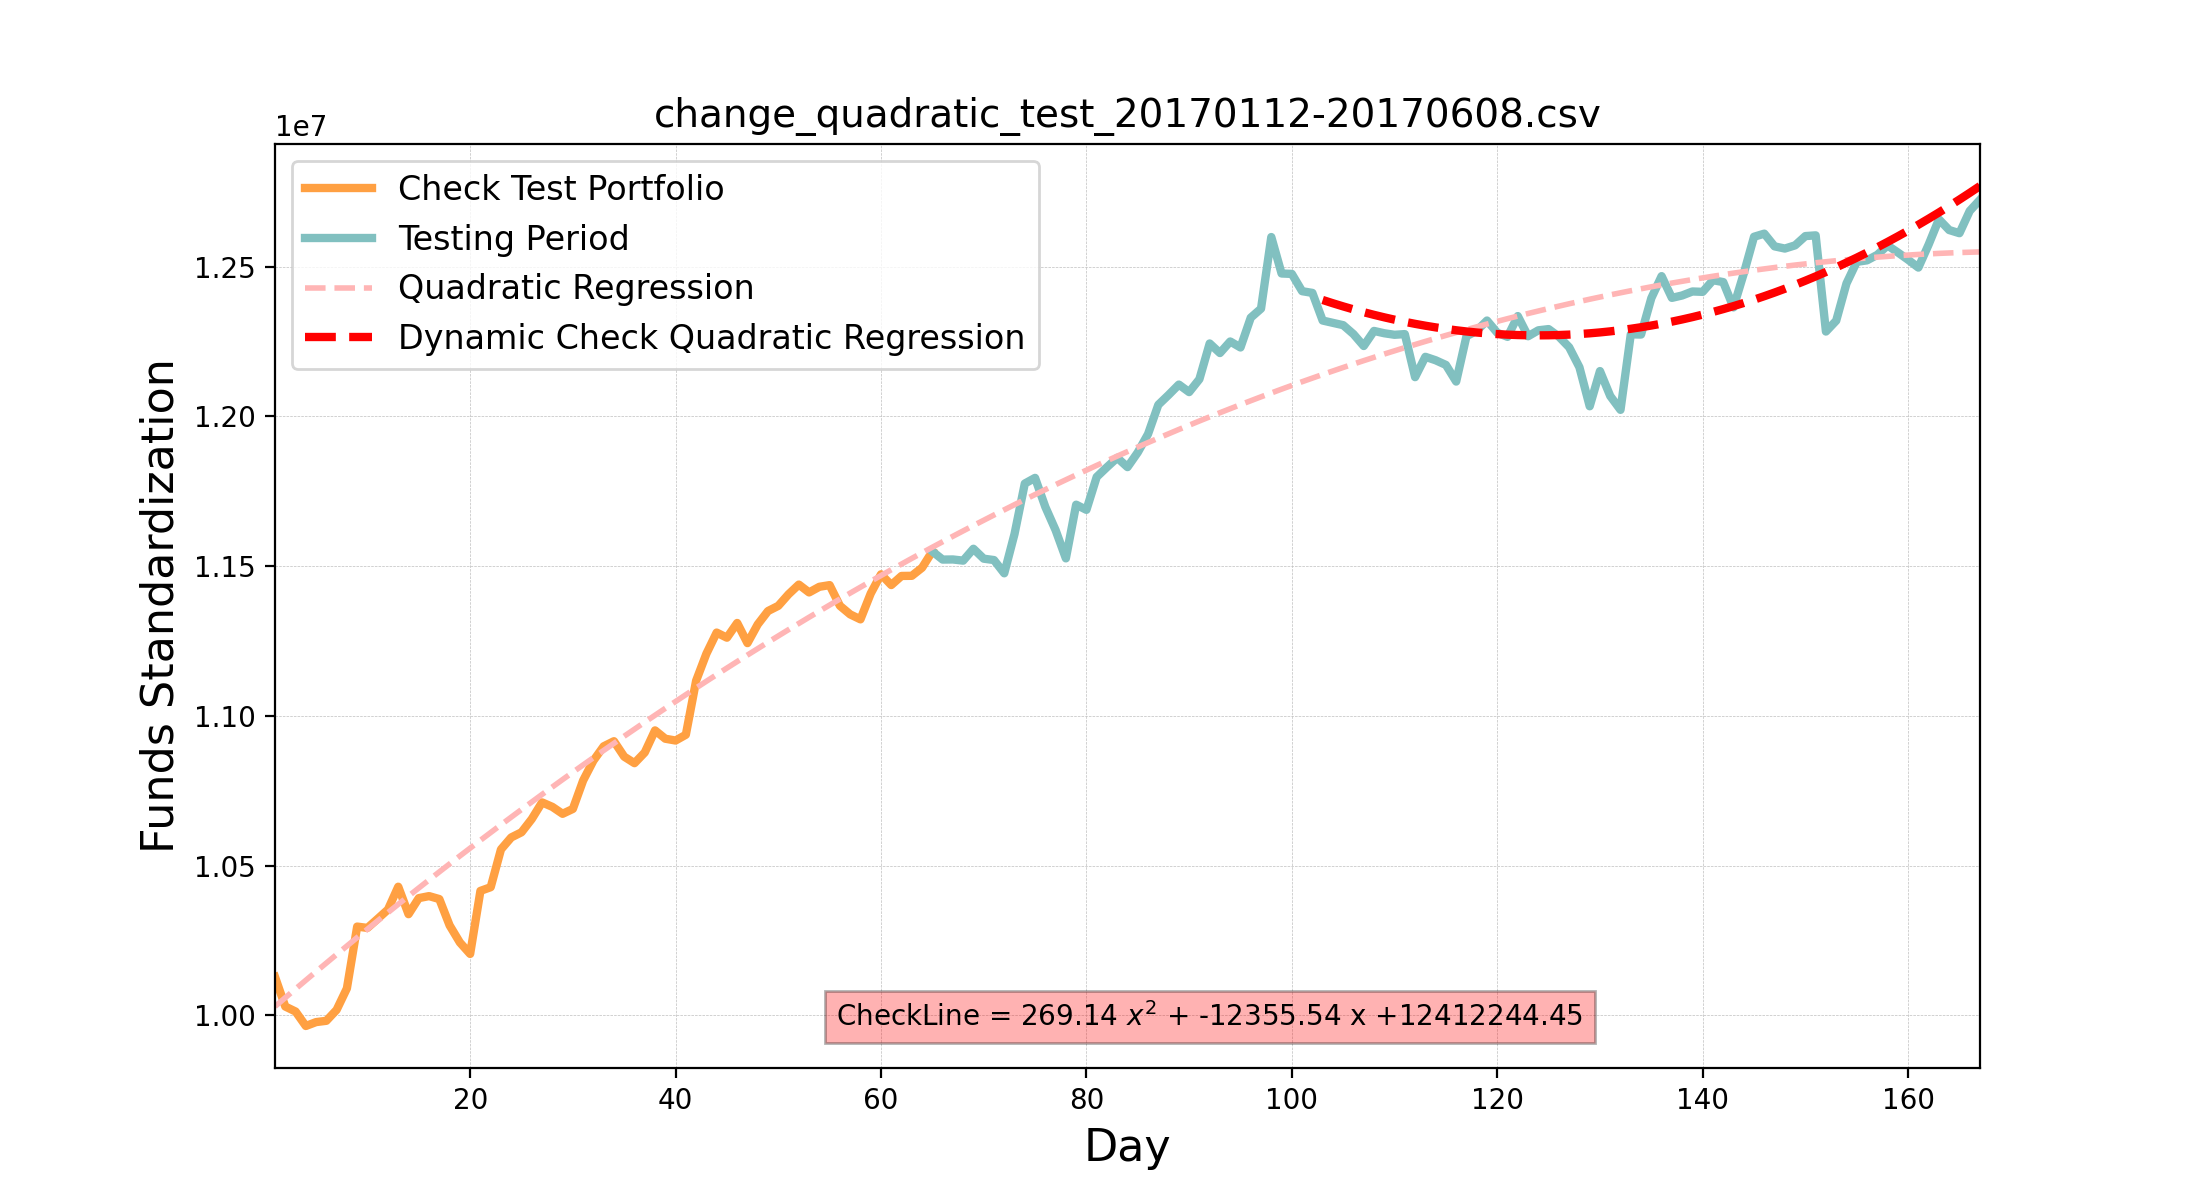 change_quadratic_test_20170112-20170608.csv
1e7
Check Test Portfolio
Testing Period
Quadratic Regression
Dynamic Check Quadratic Regression
Funds Standardization
1.25
1.20
1.15
1.10
1.05
1.00
CheckLine = 269.14 x² + -12355.54 x +12412244.45
20 40 60 80 100 120 140 160
Day